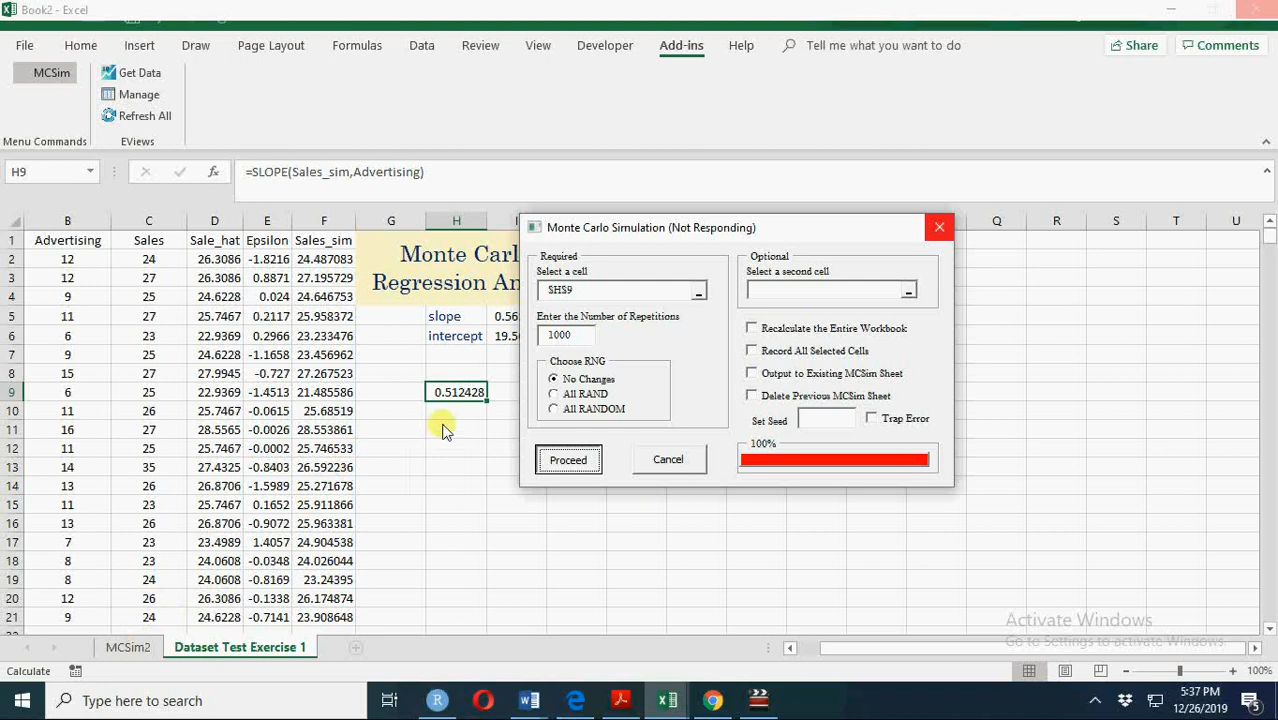 Book2 - Excel
File Home Insert Draw Page Layout Formulas Data Review View Developer Add-ins Help Tell me what you want to do Share Comments
MCSim Get Data
Manage
Refresh All
Menu Commands EViews
H9 fx =SLOPE(Sales_sim,Advertising)
B C D E F G H Q R S T U
1 Advertising Sales Sale_hat Epsilon Sales_sim
2 12 24 26.3086 -1.8216 24.487083
3 12 27 26.3086 0.8871 27.195729
4 9 25 24.6228 0.024 24.646753
5 11 27 25.7467 0.2117 25.958372 slope
6 6 22 22.9369 0.2966 23.233476 intercept
7 9 25 24.6228 -1.1658 23.456962
8 15 27 27.9945 -0.727 27.267523
9 6 23 22.9369 -1.4513 21.485586 0.512428
10 11 26 25.7467 -0.0615 25.68519
11 16 27 28.5565 -0.0026 28.553861
12 11 25 25.7467 -0.0002 25.746533
13 14 35 27.4325 -0.8403 26.592236
14 13 26 26.8706 -1.5989 25.271678
15 11 23 25.7467 0.1652 25.911866
16 13 26 26.8706 -0.9072 25.963381
17 7 23 23.4989 1.4057 24.904538
18 8 23 24.0608 -0.0348 24.026044
19 8 24 24.0608 -0.8169 23.24395
20 12 26 26.3086 -0.1338 26.174874
21 9 24 24.6228 -0.7141 23.908648
Monte Carlo
Regression An
Monte Carlo Simulation (Not Responding)
Required
Select a cell
$H$9
Enter the Number of Repetitions
1000
Choose RNG
No Changes
All RAND
All RANDOM
Proceed Cancel
Optional
Select a second cell
Recalculate the Entire Workbook
Record All Selected Cells
Output to Existing MCSim Sheet
Delete Previous MCSim Sheet
Set Seed Trap Error
100%
Activate Windows
Go to Settings to activate Windows.
MCSim2 Dataset Test Exercise 1
Calculate 100%
Type here to search
5:37 PM
12/26/2019
5